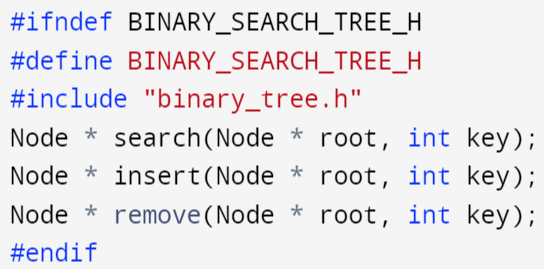 #ifndef BINARY_SEARCH_TREE_H
#define BINARY_SEARCH_TREE_H
#include "binary_tree.h"
Node * search(Node * root, int key);
Node * insert(Node * root, int key);
Node * remove(Node * root, int key);
#endif